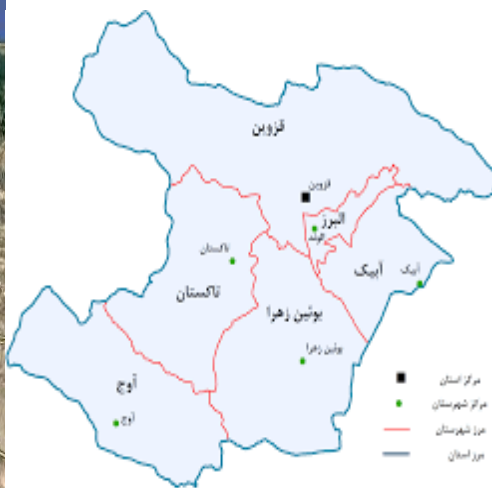 قزوین
قزوین
البرز
الوند
آبیک
آبیک
تاکستان
تاکستان
بوئین زهرا
بوئین زهرا
آوج
آوج
مرکز استان
مرکز شهرستان
مرز شهرستان
مرز استان